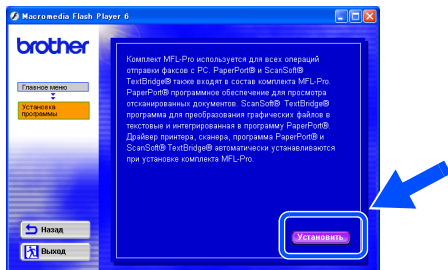 Macromedia Flash Player 6
brother
Главное меню
Установка
программы
Комплект MFL-Pro используется для всех операций
отправки факсов с PC. PaperPort® и ScanSoft®
TextBridge® также входят в состав комплекта MFL-Pro.
PaperPort® программное обеспечение для просмотра
отсканированных документов. ScanSoft® TextBridge®
программа для преобразования графических файлов в
текстовые и интегрированная в программу PaperPort®.
Драйвер принтера, сканера, программа PaperPort® и
ScanSoft® TextBridge® автоматически устанавливаются
при установке комплекта MFL-Pro.
Установить
Назад
Выход